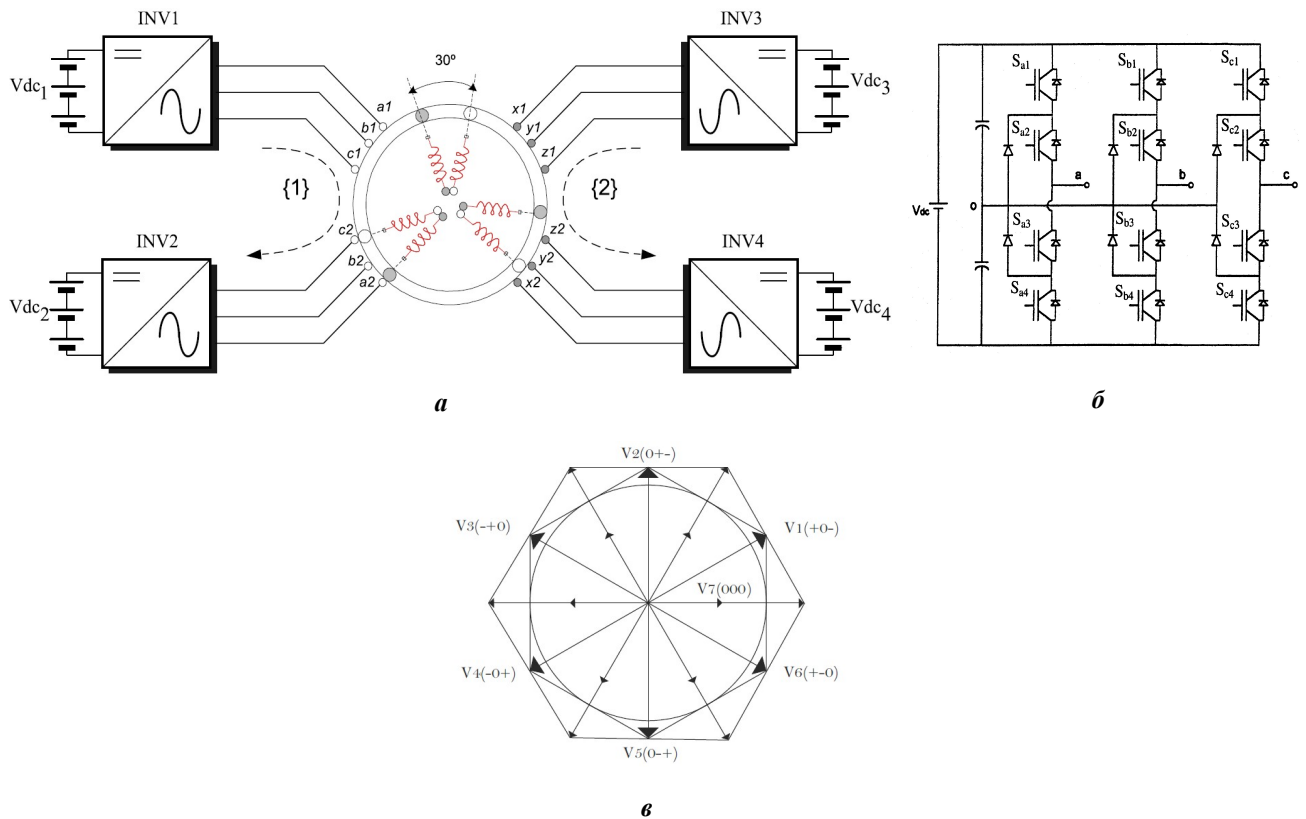 INV1
Vdc1
INV2
Vdc2
{1}
30º
a1
b1
c1
c2
b2
a2
x1
y1
z1
z2
y2
x2
{2}
INV3
Vdc3
INV4
Vdc4
а
Sa1
Sb1
Sc1
Sa2
Sb2
Sc2
a
b
c
Vdc
o
Sa3
Sb3
Sc3
Sa4
Sb4
Sc4
б
V2(0+-)
V3(-+0)
V1(+0-)
V7(000)
V4(-0+)
V6(+-0)
V5(0-+)
в